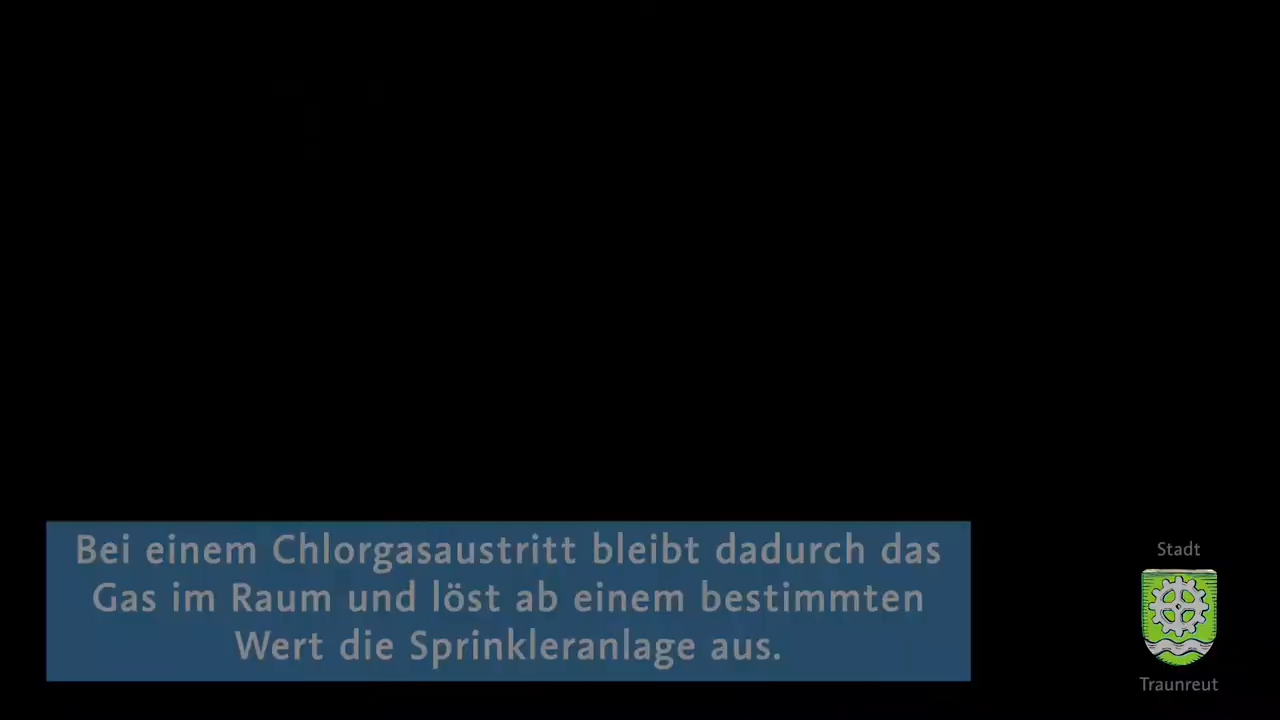 Bei einem Chlorgasaustritt bleibt dadurch das
Gas im Raum und löst ab einem bestimmten
Wert die Sprinkleranlage aus.
Stadt
Traunreut